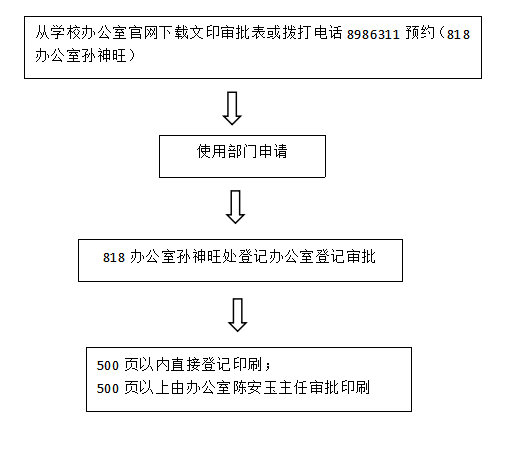 从学校办公室官网下载文印审批表或拨打电话 8986311 预约（818
办公室孙神旺）
使用部门申请
818 办公室孙神旺处登记办公室登记审批
500 页以内直接登记印刷；
500 页以上由办公室陈安玉主任审批印刷